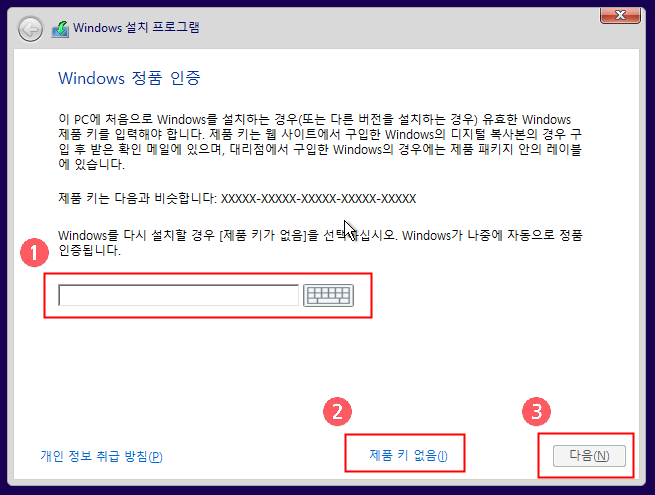 Windows 설치 프로그램
Windows 정품 인증
이 PC에 처음으로 Windows를 설치하는 경우(또는 다른 버전을 설치하는 경우) 유효한 Windows
제품 키를 입력해야 합니다. 제품 키는 웹 사이트에서 구입한 Windows의 디지털 복사본의 경우 구
입 후 받은 확인 메일에 있으며, 대리점에서 구입한 Windows의 경우에는 제품 패키지 안의 레이블
에 있습니다.
제품 키는 다음과 비슷합니다: XXXXX-XXXXX-XXXXX-XXXXX-XXXXX
Windows를 다시 설치할 경우 [제품 키가 없음]을 선택하십시오. Windows가 나중에 자동으로 정품
인증됩니다.
1
2
3
개인 정보 취급 방침(P)
제품 키 없음(I)
다음(N)